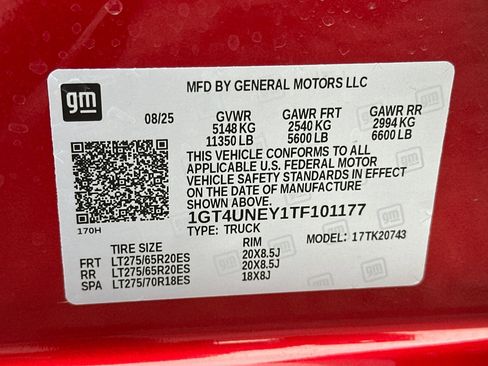 gm
MFD BY GENERAL MOTORS LLC
08/25 GVWR GAWR FRT GAWR RR
5148 KG 2540 KG 2994 KG
11350 LB 5600 LB 6600 LB
THIS VEHICLE CONFORMS TO ALL
APPLICABLE U.S. FEDERAL MOTOR
VEHICLE SAFETY STANDARDS IN EFFECT
ON THE DATE OF MANUFACTURE
SHOWN ABOVE.
1GT4UNEY1TF101177
170H TYPE: TRUCK
TIRE SIZE RIM MODEL: 17TK20743
FRT LT275/65R20ES 20X8.5J
RR LT275/65R20ES 20X8.5J
SPA LT275/70R18ES 18X8J